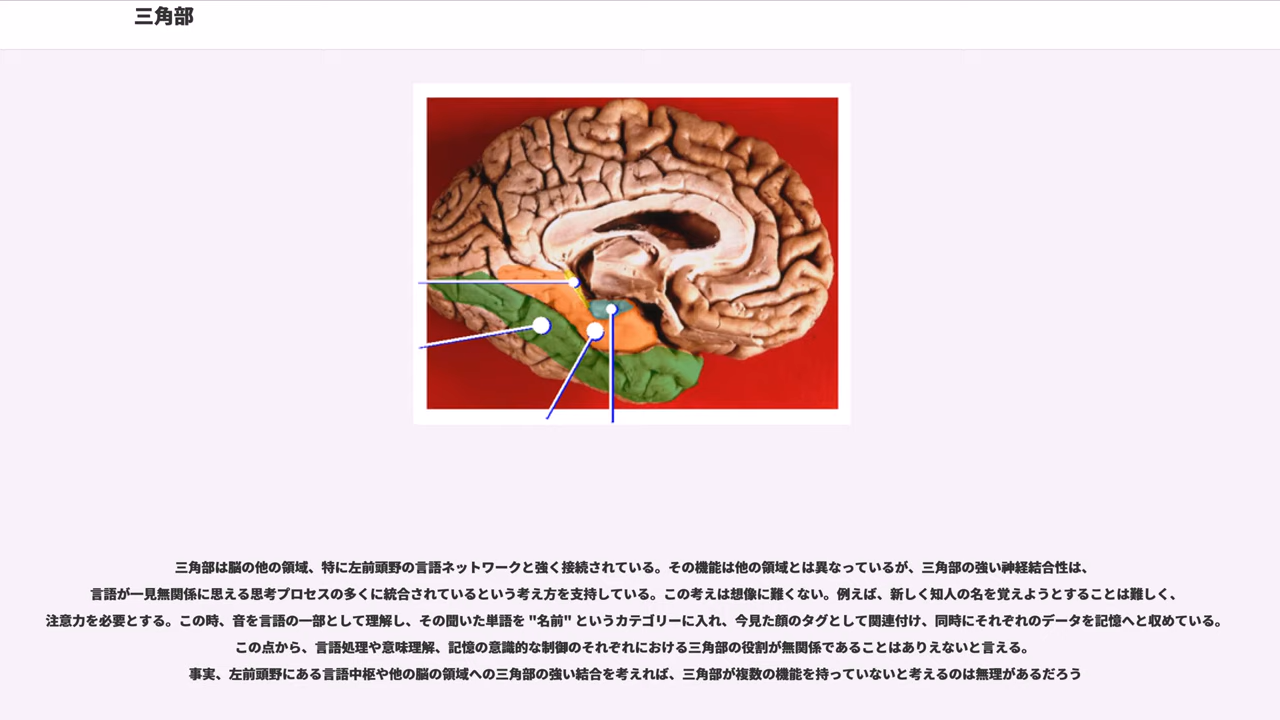 三角部
三角部は脳の他の領域、特に左前頭野の言語ネットワークと強く接続されている。その機能は他の領域とは異なっているが、三角部の強い神経結合性は、
言語が一見無関係に思える思考プロセスの多くに統合されているという考え方を支持している。この考えは想像に難くない。例えば、新しく知人の名を覚えようとすることは難しく、
注意力を必要とする。この時、音を言語の一部として理解し、その聞いた単語を "名前" というカテゴリーに入れ、今見た顔のタグとして関連付け、同時にそれぞれのデータを記憶へと収めている。
この点から、言語処理や意味理解、記憶の意識的な制御のそれぞれにおける三角部の役割が無関係であることはありえないと言える。
事実、左前頭野にある言語中枢や他の脳の領域への三角部の強い結合を考えれば、三角部が複数の機能を持っていないと考えるのは無理があるだろう